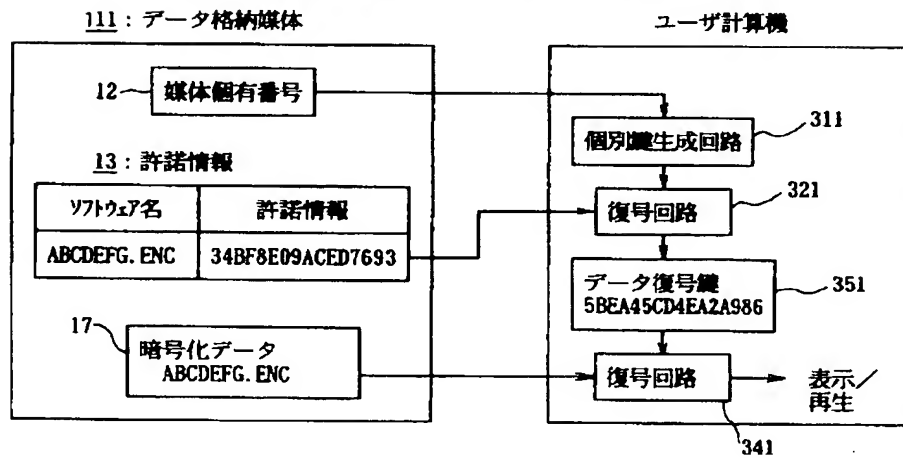 111：データ格納媒体
ユーザ計算機
12
媒体個有番号
311
個別鍵生成回路
13：許諾情報
ソフトウェア名
許諾情報
321
復号回路
ABCDEFG.ENC
34BF8E09ACED7693
データ復号鍵
5BEA45CD4EA2A986
351
17
暗号化データ
ABCDEFG.ENC
復号回路
表示／
再生
341